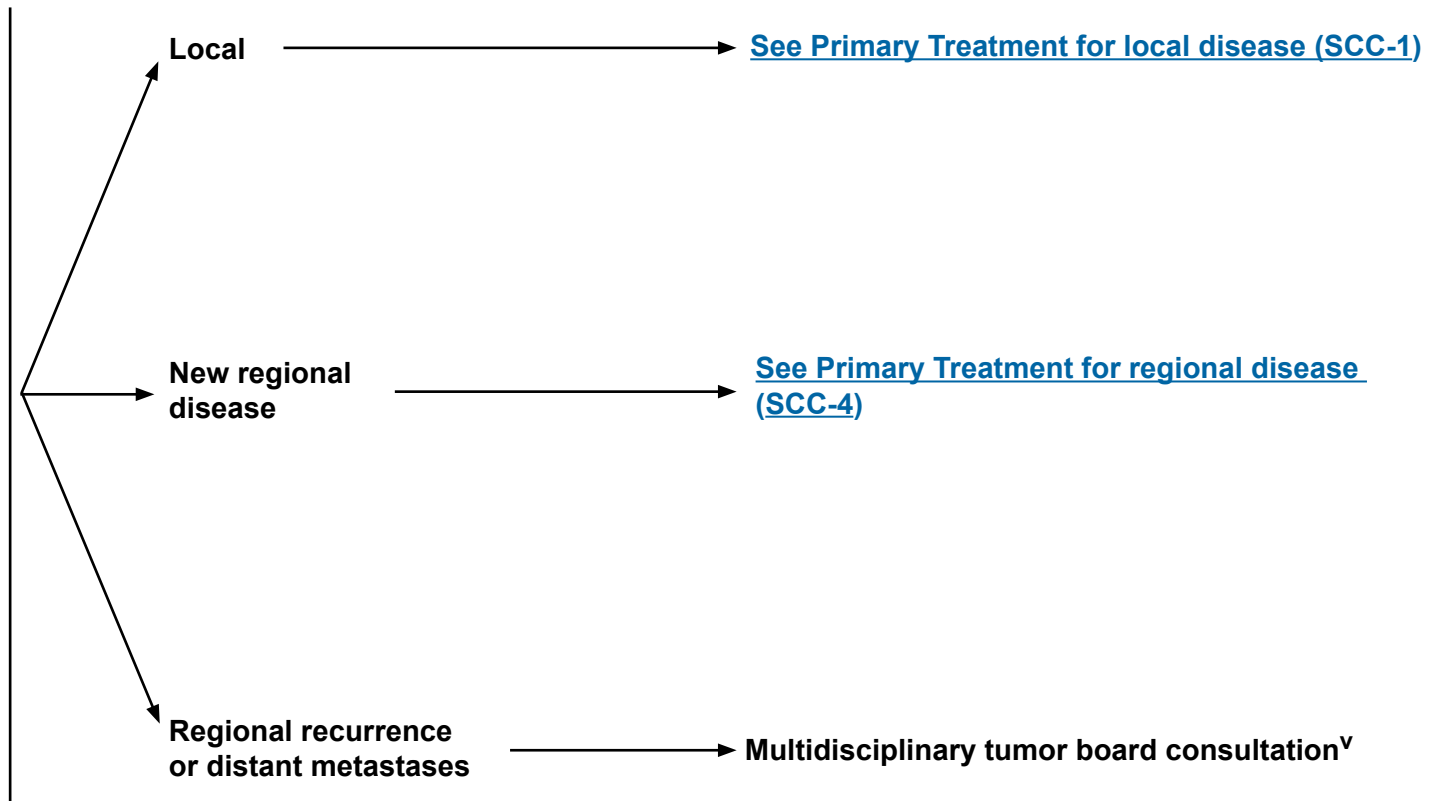 Local
See Primary Treatment for local disease (SCC-1)
New regional
disease
See Primary Treatment for regional disease
(SCC-4)
Regional recurrence
or distant metastases
Multidisciplinary tumor board consultationᵛ